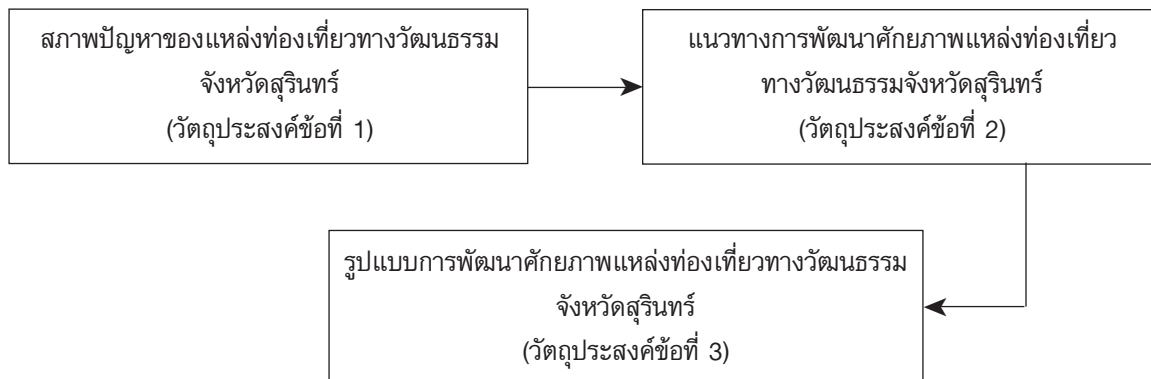 สภาพปัญหาของแหล่งท่องเที่ยวทางวัฒนธรรม
จังหวัดสุรินทร์
(วัตถุประสงค์ข้อที่ 1)
แนวทางการพัฒนาศักยภาพแหล่งท่องเที่ยว
ทางวัฒนธรรมจังหวัดสุรินทร์
(วัตถุประสงค์ข้อที่ 2)
รูปแบบการพัฒนาศักยภาพแหล่งท่องเที่ยวทางวัฒนธรรม
จังหวัดสุรินทร์
(วัตถุประสงค์ข้อที่ 3)